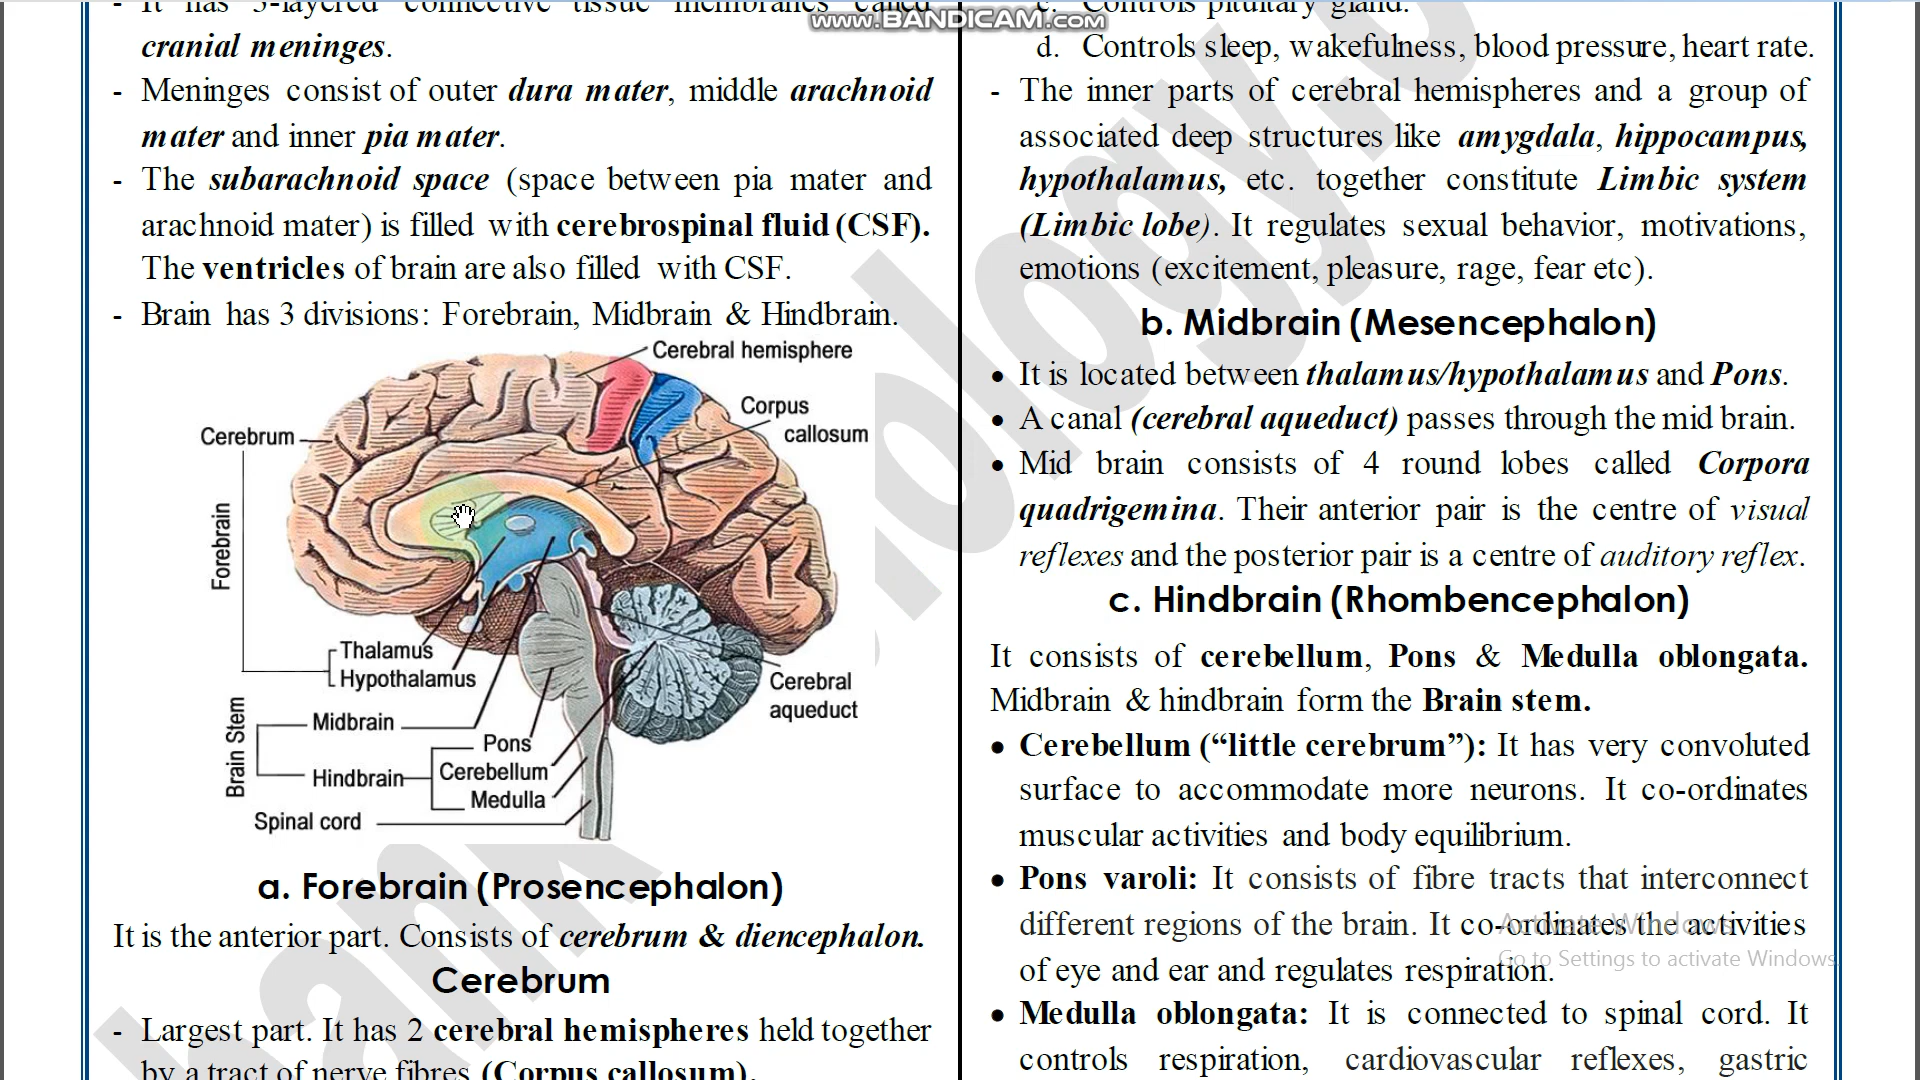 www.BANDICAM.com
- It has 3-layered connective tissue membranes called
cranial meninges.
- Meninges consist of outer dura mater, middle arachnoid
mater and inner pia mater.
- The subarachnoid space (space between pia mater and
arachnoid mater) is filled with cerebrospinal fluid (CSF).
The ventricles of brain are also filled with CSF.
- Brain has 3 divisions: Forebrain, Midbrain & Hindbrain.
Cerebral hemisphere
Corpus
callosum
Cerebrum
Forebrain
Thalamus
Hypothalamus
Cerebral
aqueduct
Brain Stem
Midbrain
Pons
Hindbrain
Cerebellum
Medulla
Spinal cord
a. Forebrain (Prosencephalon)
It is the anterior part. Consists of cerebrum & diencephalon.
Cerebrum
- Largest part. It has 2 cerebral hemispheres held together
by a tract of nerve fibres (Corpus callosum).
c. Controls pituitary gland.
d. Controls sleep, wakefulness, blood pressure, heart rate.
- The inner parts of cerebral hemispheres and a group of
associated deep structures like amygdala, hippocampus,
hypothalamus, etc. together constitute Limbic system
(Limbic lobe). It regulates sexual behavior, motivations,
emotions (excitement, pleasure, rage, fear etc).
b. Midbrain (Mesencephalon)
• It is located between thalamus/hypothalamus and Pons.
• A canal (cerebral aqueduct) passes through the mid brain.
• Mid brain consists of 4 round lobes called Corpora
quadrigemina. Their anterior pair is the centre of visual
reflexes and the posterior pair is a centre of auditory reflex.
c. Hindbrain (Rhombencephalon)
It consists of cerebellum, Pons & Medulla oblongata.
Midbrain & hindbrain form the Brain stem.
• Cerebellum (“little cerebrum”): It has very convoluted
surface to accommodate more neurons. It co-ordinates
muscular activities and body equilibrium.
• Pons varoli: It consists of fibre tracts that interconnect
different regions of the brain. It co-ordinates the activities
of eye and ear and regulates respiration.
• Medulla oblongata: It is connected to spinal cord. It
controls respiration, cardiovascular reflexes, gastric
Activate Windows
Go to Settings to activate Windows.